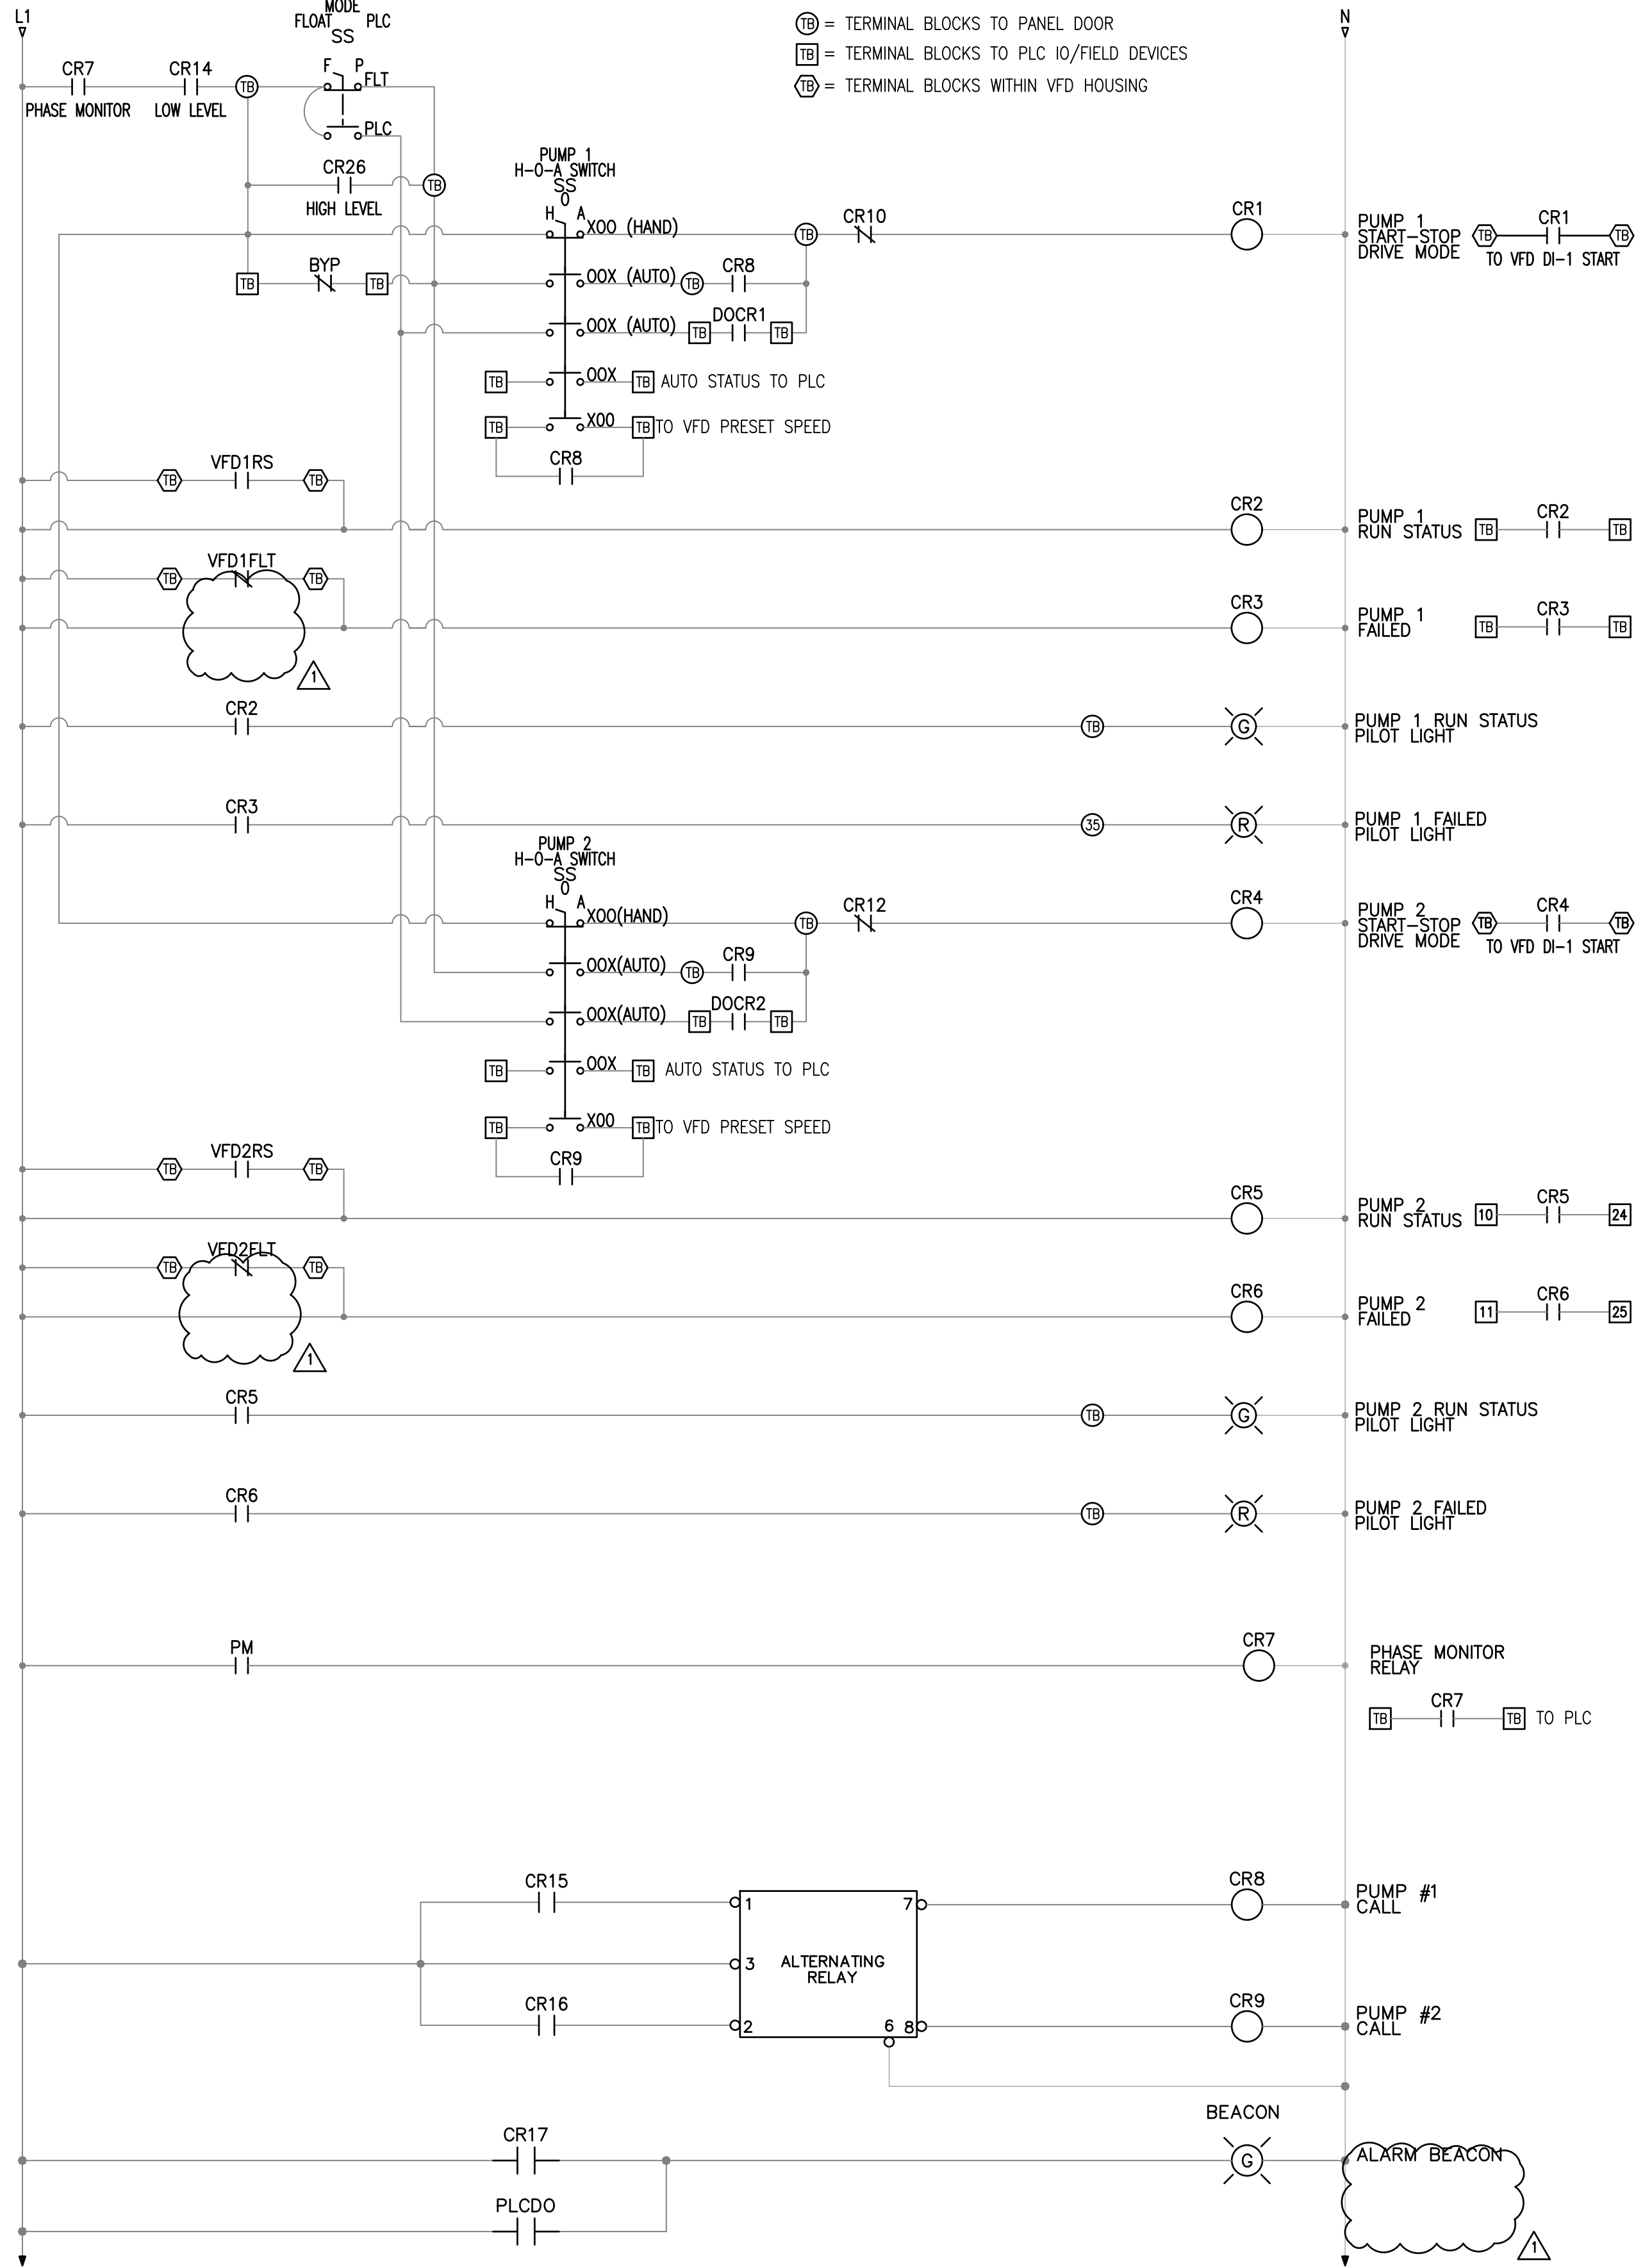 L1
MODE
FLOAT PLC
SS
N
TB = TERMINAL BLOCKS TO PANEL DOOR
TB = TERMINAL BLOCKS TO PLC IO/FIELD DEVICES
TB = TERMINAL BLOCKS WITHIN VFD HOUSING
CR7
CR14
TB
F P
FLT
PHASE MONITOR
LOW LEVEL
PLC
CR26
TB
HIGH LEVEL
PUMP 1
H-O-A SWITCH
SS
O
H A
XOO (HAND)
TB
CR10
CR1
PUMP 1
START-STOP
DRIVE MODE
TB CR1 TB
TO VFD DI-1 START
TB BYP TB
OOX (AUTO) TB CR8
OOX (AUTO) TB DOCR1 TB
TB OOX TB AUTO STATUS TO PLC
TB XOO TB TO VFD PRESET SPEED
CR8
TB VFD1RS TB
CR2
PUMP 1
RUN STATUS
TB CR2 TB
TB VFD1FLT TB
CR3
PUMP 1
FAILED
TB CR3 TB
1
CR2
TB
G
PUMP 1 RUN STATUS
PILOT LIGHT
CR3
35
R
PUMP 1 FAILED
PILOT LIGHT
PUMP 2
H-O-A SWITCH
SS
O
H A
XOO(HAND)
TB
CR12
CR4
PUMP 2
START-STOP
DRIVE MODE
TB CR4 TB
TO VFD DI-1 START
OOX(AUTO) TB CR9
OOX(AUTO) TB DOCR2 TB
TB OOX TB AUTO STATUS TO PLC
TB XOO TB TO VFD PRESET SPEED
CR9
TB VFD2RS TB
CR5
PUMP 2
RUN STATUS
10 CR5 24
TB VFD2FLT TB
CR6
PUMP 2
FAILED
11 CR6 25
1
CR5
TB
G
PUMP 2 RUN STATUS
PILOT LIGHT
CR6
TB
R
PUMP 2 FAILED
PILOT LIGHT
PM
CR7
PHASE MONITOR
RELAY
TB CR7 TB TO PLC
CR15
1
7
CR8
PUMP #1
CALL
3
ALTERNATING
RELAY
CR16
2
6 8
CR9
PUMP #2
CALL
BEACON
CR17
G
ALARM BEACON
PLCDO
1